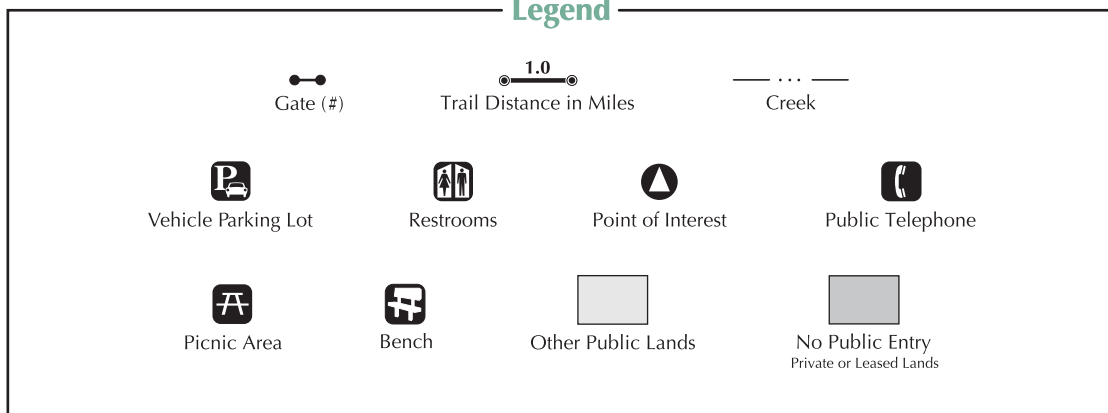 Legend
1.0
Gate (#)
Trail Distance in Miles
Creek
P
Vehicle Parking Lot
Restrooms
Point of Interest
Public Telephone
Picnic Area
Bench
Other Public Lands
No Public Entry
Private or Leased Lands